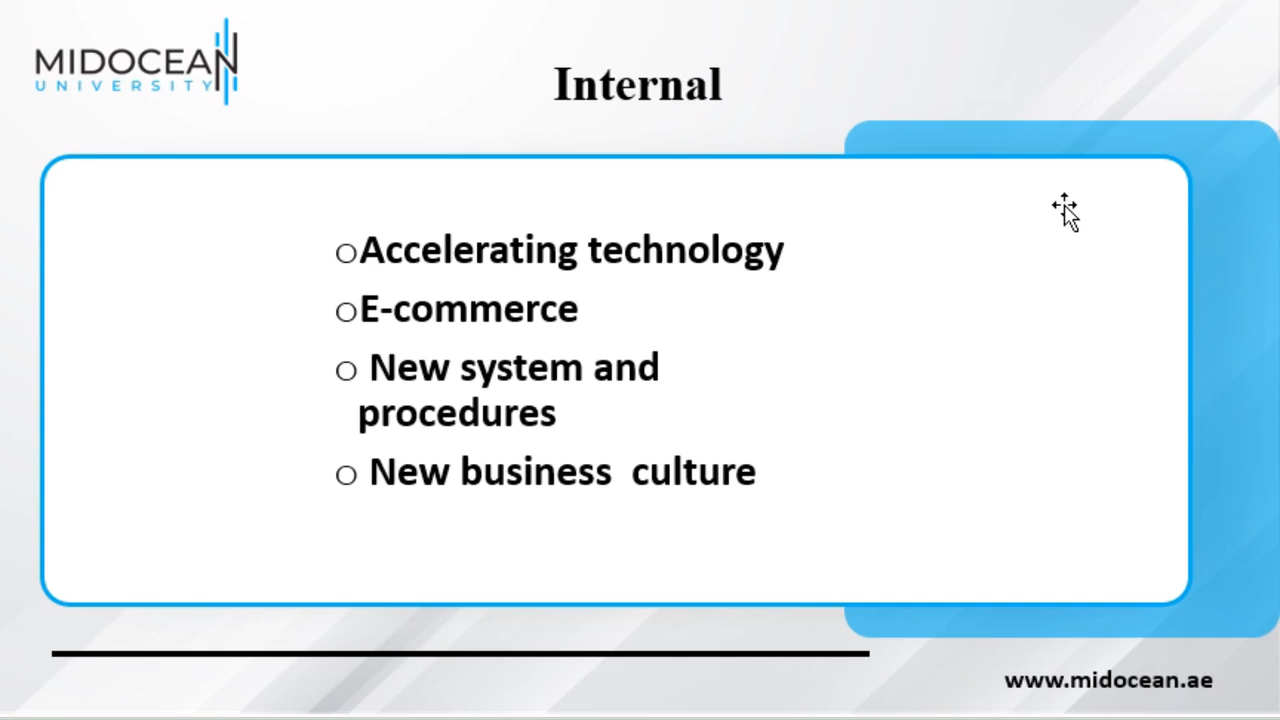 MIDOCEAN
UNIVERSITY
Internal
Accelerating technology
E-commerce
New system and
procedures
New business  culture
www.midocean.ae